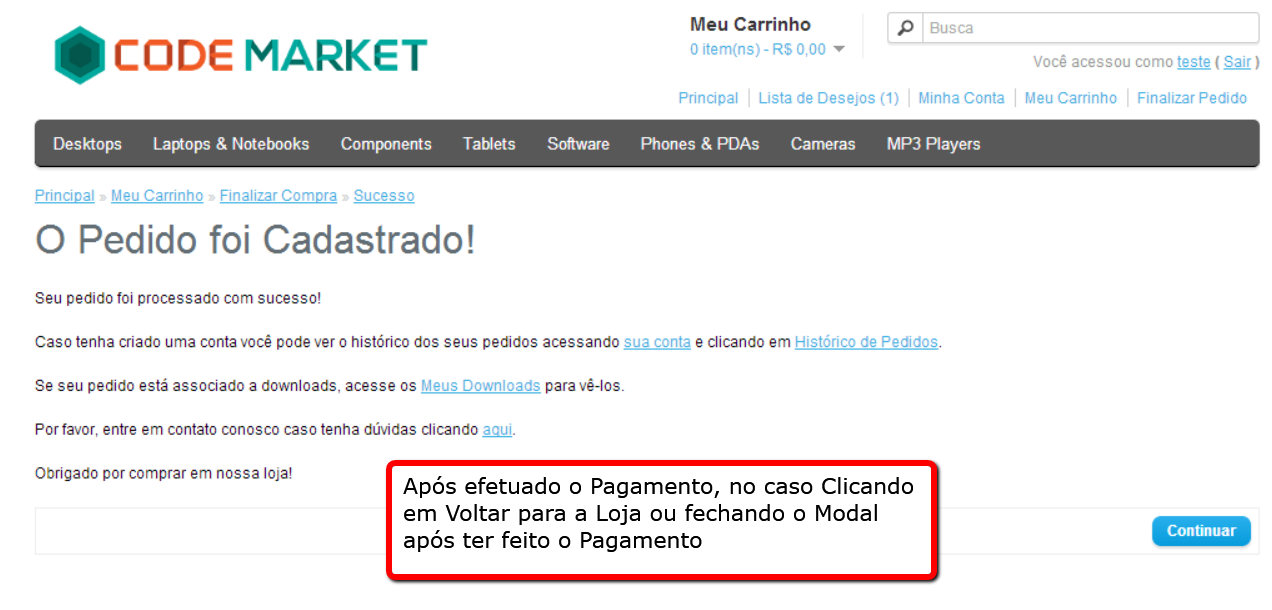 CODE MARKET
Meu Carrinho
0 item(ns) - R$ 0,00
Busca
Você acessou como teste ( Sair )
Principal | Lista de Desejos (1) | Minha Conta | Meu Carrinho | Finalizar Pedido
Desktops Laptops & Notebooks Components Tablets Software Phones & PDAs Cameras MP3 Players
Principal » Meu Carrinho » Finalizar Compra » Sucesso
O Pedido foi Cadastrado!
Seu pedido foi processado com sucesso!
Caso tenha criado uma conta você pode ver o histórico dos seus pedidos acessando sua conta e clicando em Histórico de Pedidos.
Se seu pedido está associado a downloads, acesse os Meus Downloads para vê-los.
Por favor, entre em contato conosco caso tenha dúvidas clicando aqui.
Obrigado por comprar em nossa loja!
Após efetuado o Pagamento, no caso Clicando
em Voltar para a Loja ou fechando o Modal
após ter feito o Pagamento
Continuar